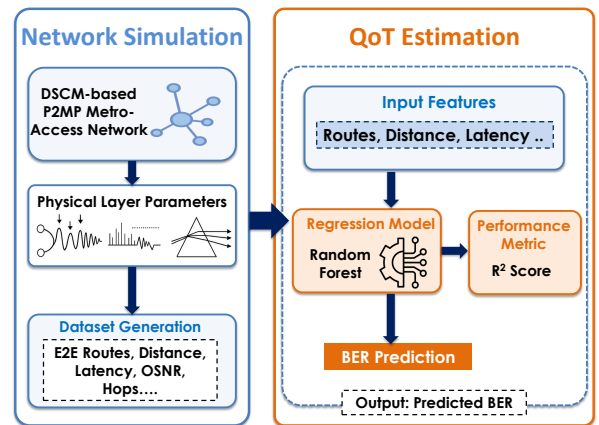 Network Simulation
DSCM-based
P2MP Metro-
Access Network
Physical Layer Parameters
Dataset Generation
E2E Routes, Distance,
Latency, OSNR,
Hops....
QoT Estimation
Input Features
Routes, Distance, Latency ..
Regression Model
Random
Forest
Performance
Metric
R² Score
BER Prediction
Output: Predicted BER